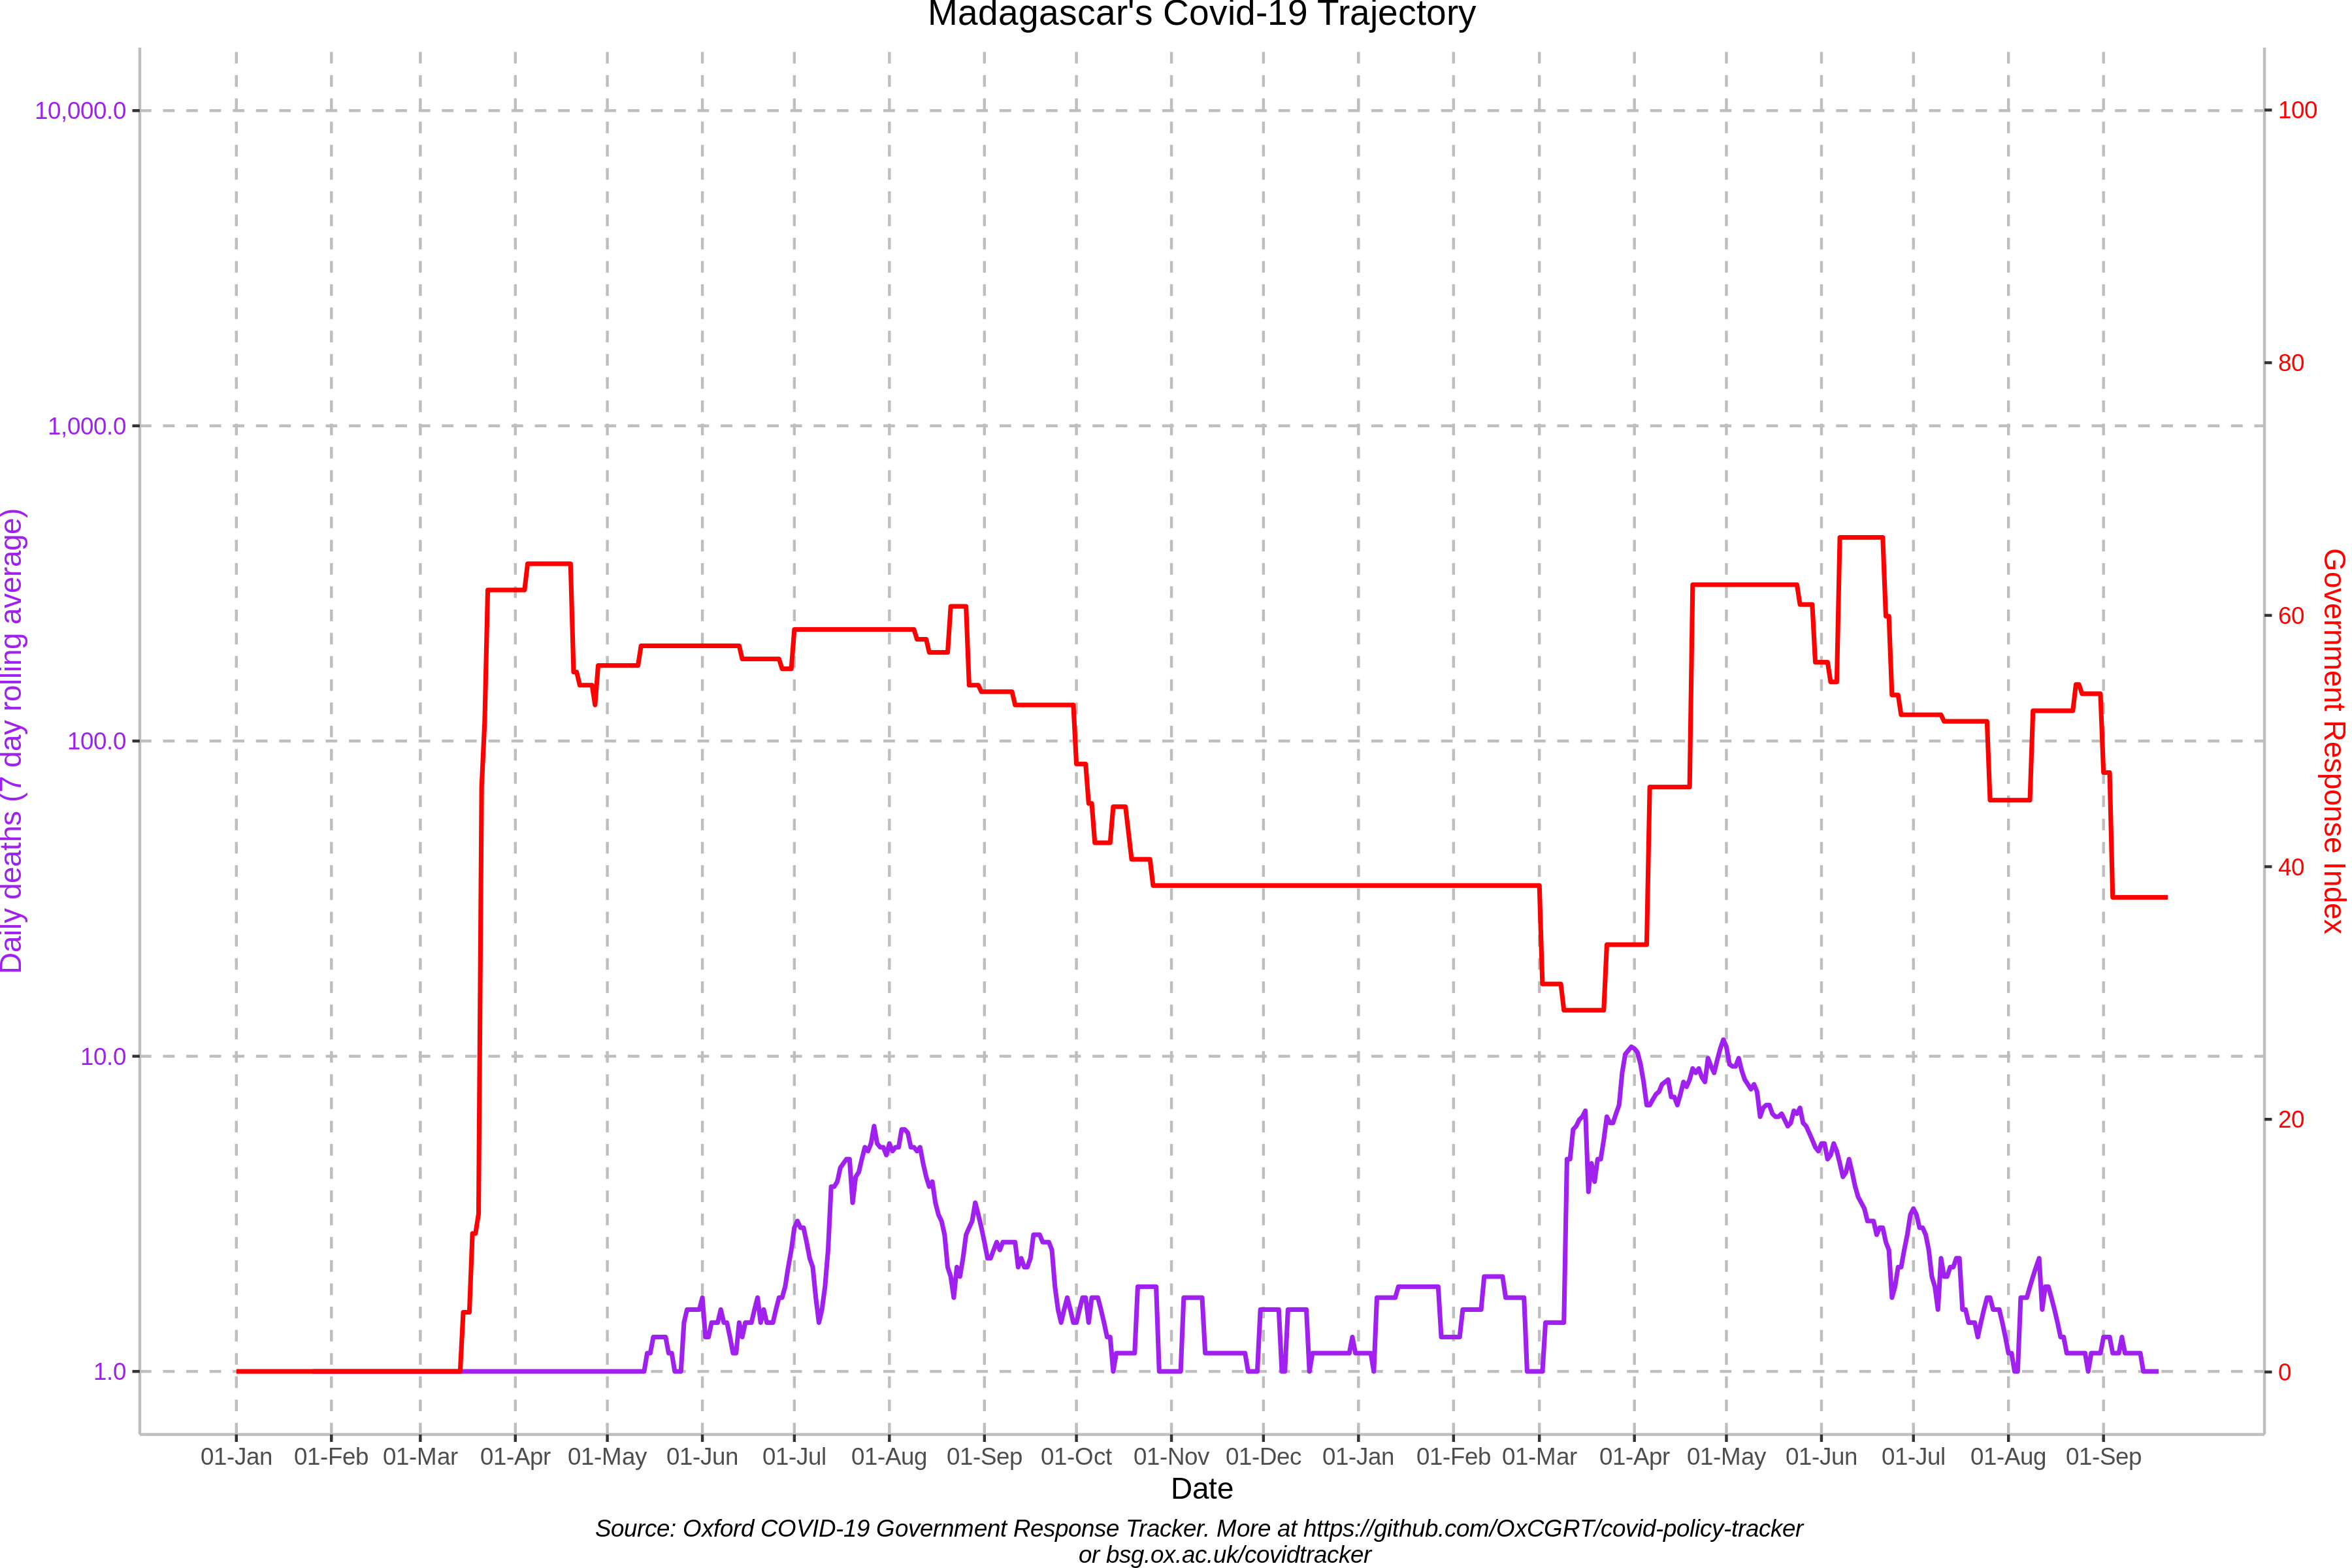 Madagascar's Covid-19 Trajectory
10,000.0
1,000.0
100.0
10.0
1.0
Daily deaths (7 day rolling average)
100
80
60
40
20
0
Government Response Index
01-Jan 01-Feb 01-Mar 01-Apr 01-May 01-Jun 01-Jul 01-Aug 01-Sep 01-Oct 01-Nov 01-Dec 01-Jan 01-Feb 01-Mar 01-Apr 01-May 01-Jun 01-Jul 01-Aug 01-Sep
Date
Source: Oxford COVID-19 Government Response Tracker. More at https://github.com/OxCGRT/covid-policy-tracker
or bsg.ox.ac.uk/covidtracker